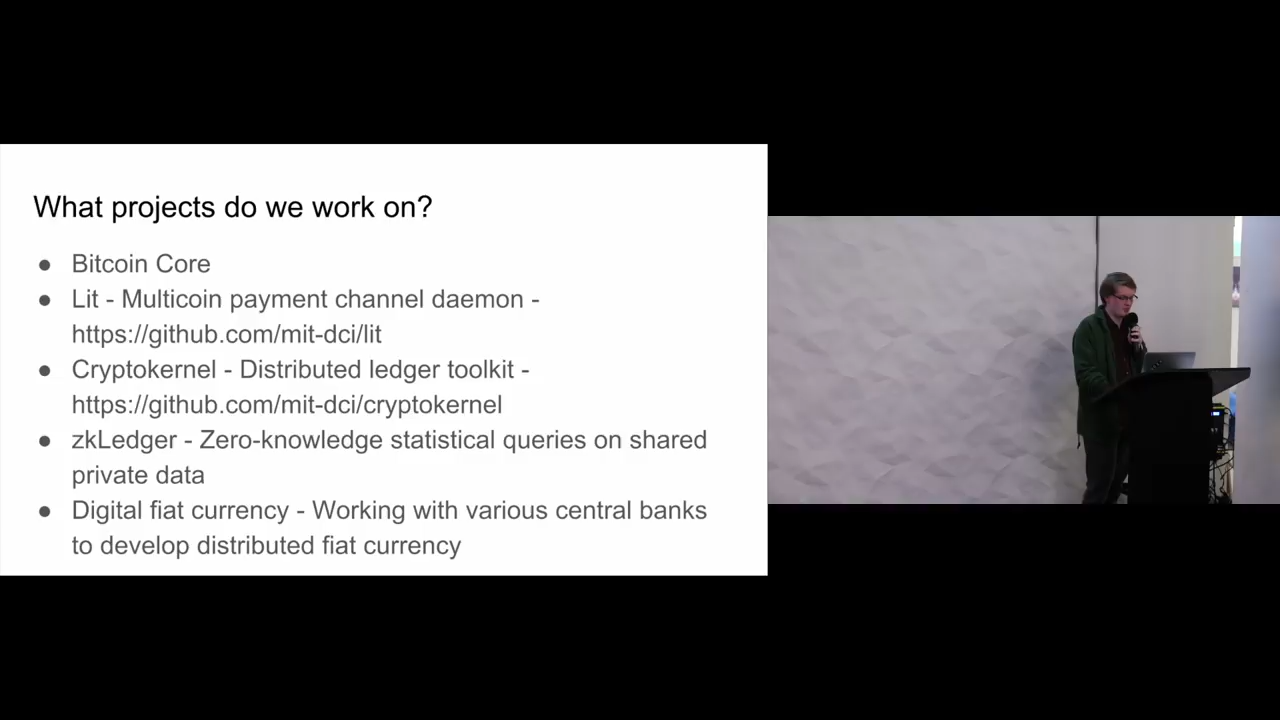 What projects do we work on?
● Bitcoin Core
● Lit - Multicoin payment channel daemon -
https://github.com/mit-dci/lit
● Cryptokernel - Distributed ledger toolkit -
https://github.com/mit-dci/cryptokernel
● zkLedger - Zero-knowledge statistical queries on shared
private data
● Digital fiat currency - Working with various central banks
to develop distributed fiat currency